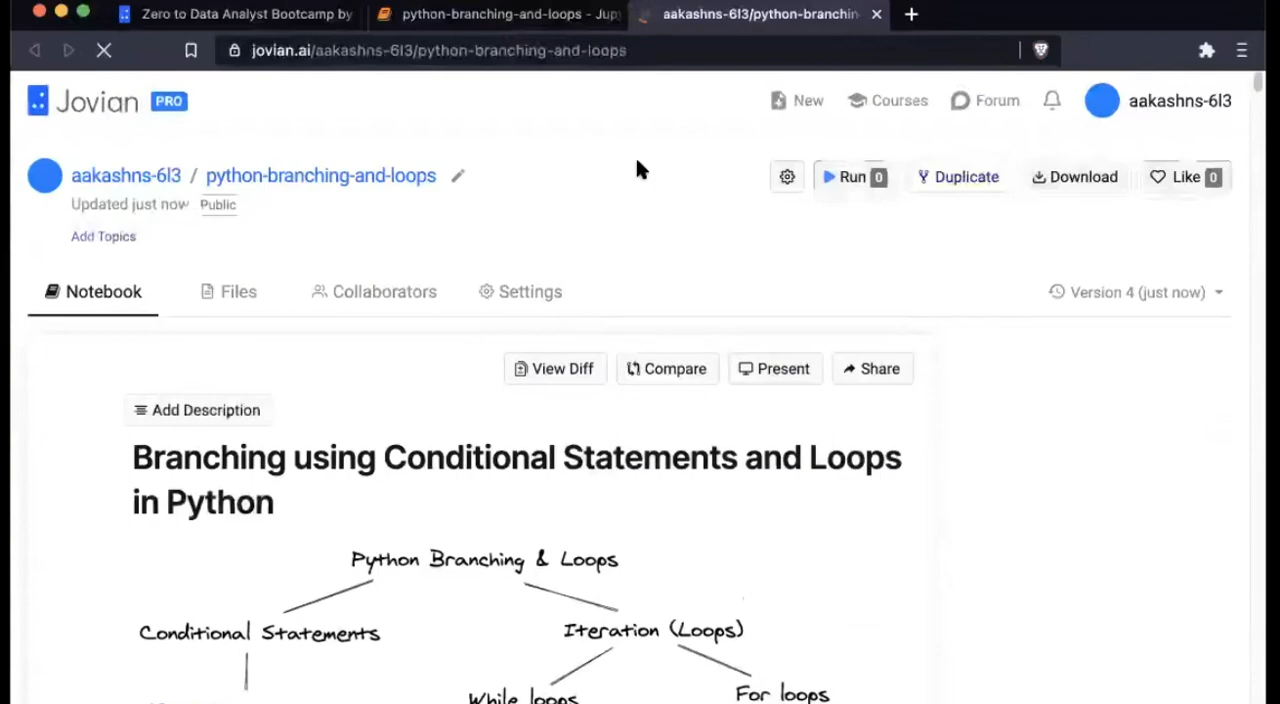 Zero to Data Analyst Bootcamp by
python-branching-and-loops - Jup
aakashns-6l3/python-branchin
jovian.ai/aakashns-6l3/python-branching-and-loops
Jovian PRO
New Courses Forum aakashns-6l3
aakashns-6l3 / python-branching-and-loops
Run 0 Duplicate Download Like 0
Updated just now Public
Add Topics
Notebook Files Collaborators Settings Version 4 (just now)
View Diff Compare Present Share
Add Description
Branching using Conditional Statements and Loops
in Python
Python Branching & Loops
Conditional Statements Iteration (Loops)
While loops For loops